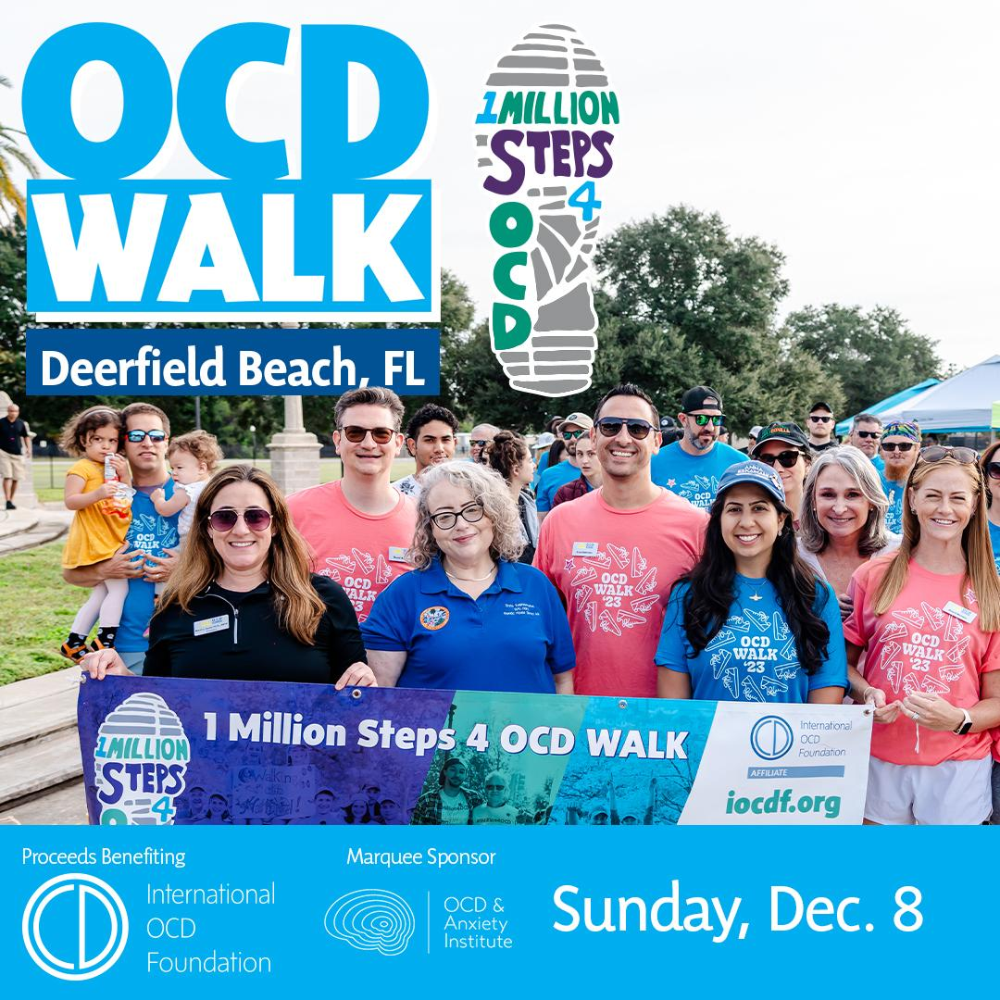 OCD
WALK
Deerfield Beach, FL
1 MILLION
STEPS
4
OCD
OCD
WALK
'23
OCD
WALK
'23
OCD
WALK
'23
OCD
WALK
'23
1 Million Steps 4 OCD WALK
1 MILLION
STEPS
4
International
OCD
Foundation
AFFILIATE
iocdf.org
Proceeds Benefiting
International
OCD
Foundation
Marquee Sponsor
OCD &
Anxiety
Institute
Sunday, Dec. 8